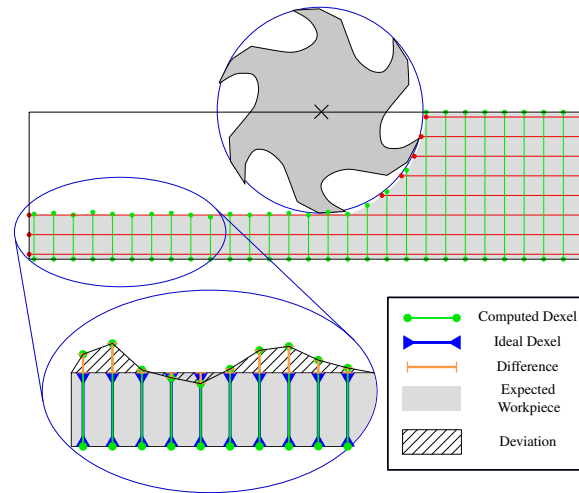 Computed Dexel
Ideal Dexel
Difference
Expected
Workpiece
Deviation